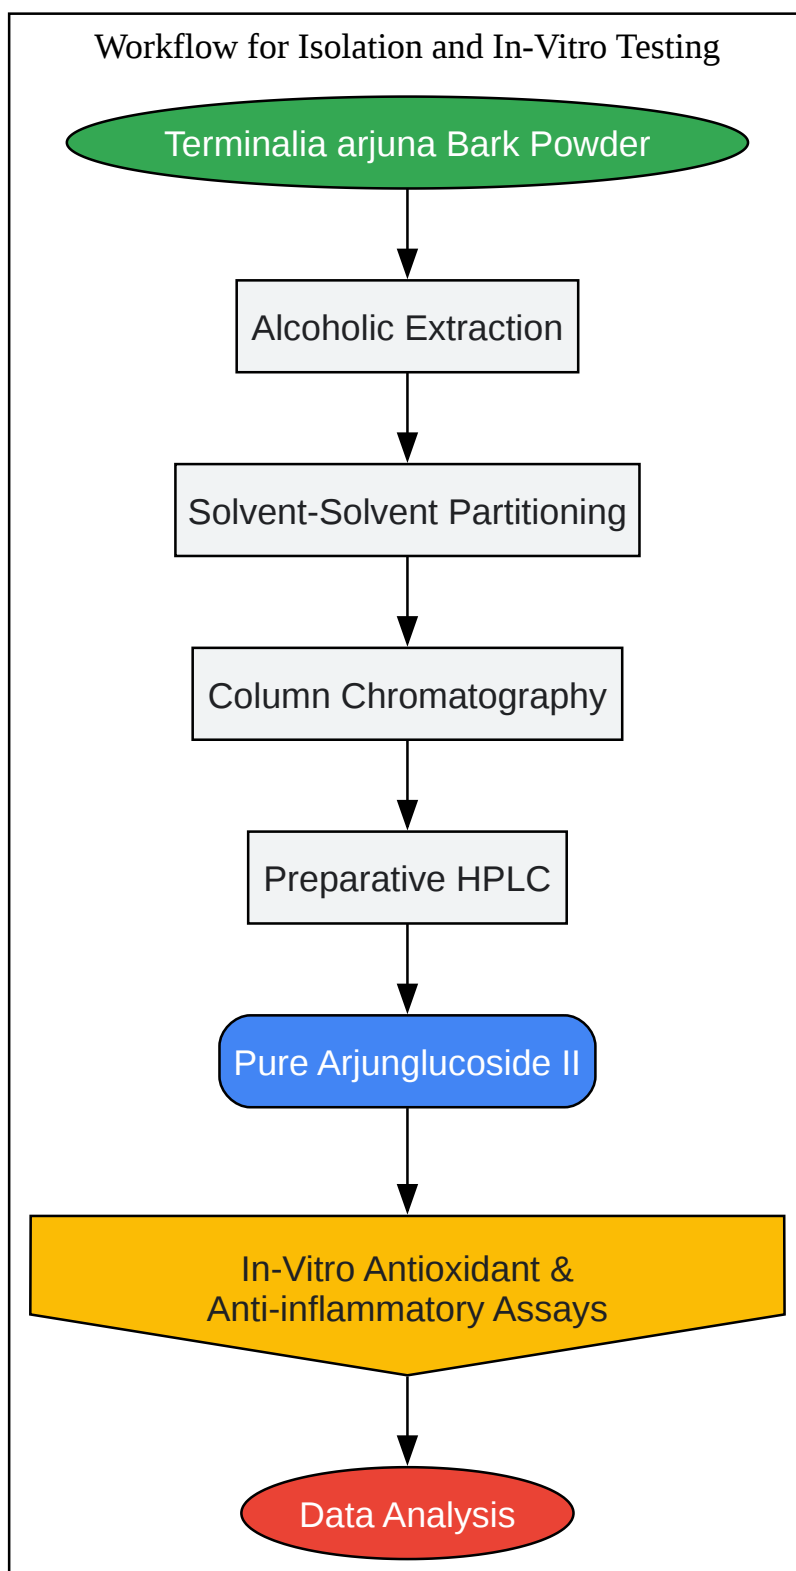 Workflow for Isolation and In-Vitro Testing
Terminalia arjuna Bark Powder
Alcoholic Extraction
Solvent-Solvent Partitioning
Column Chromatography
Preparative HPLC
Pure Arjunglucoside II
In-Vitro Antioxidant &
Anti-inflammatory Assays
Data Analysis